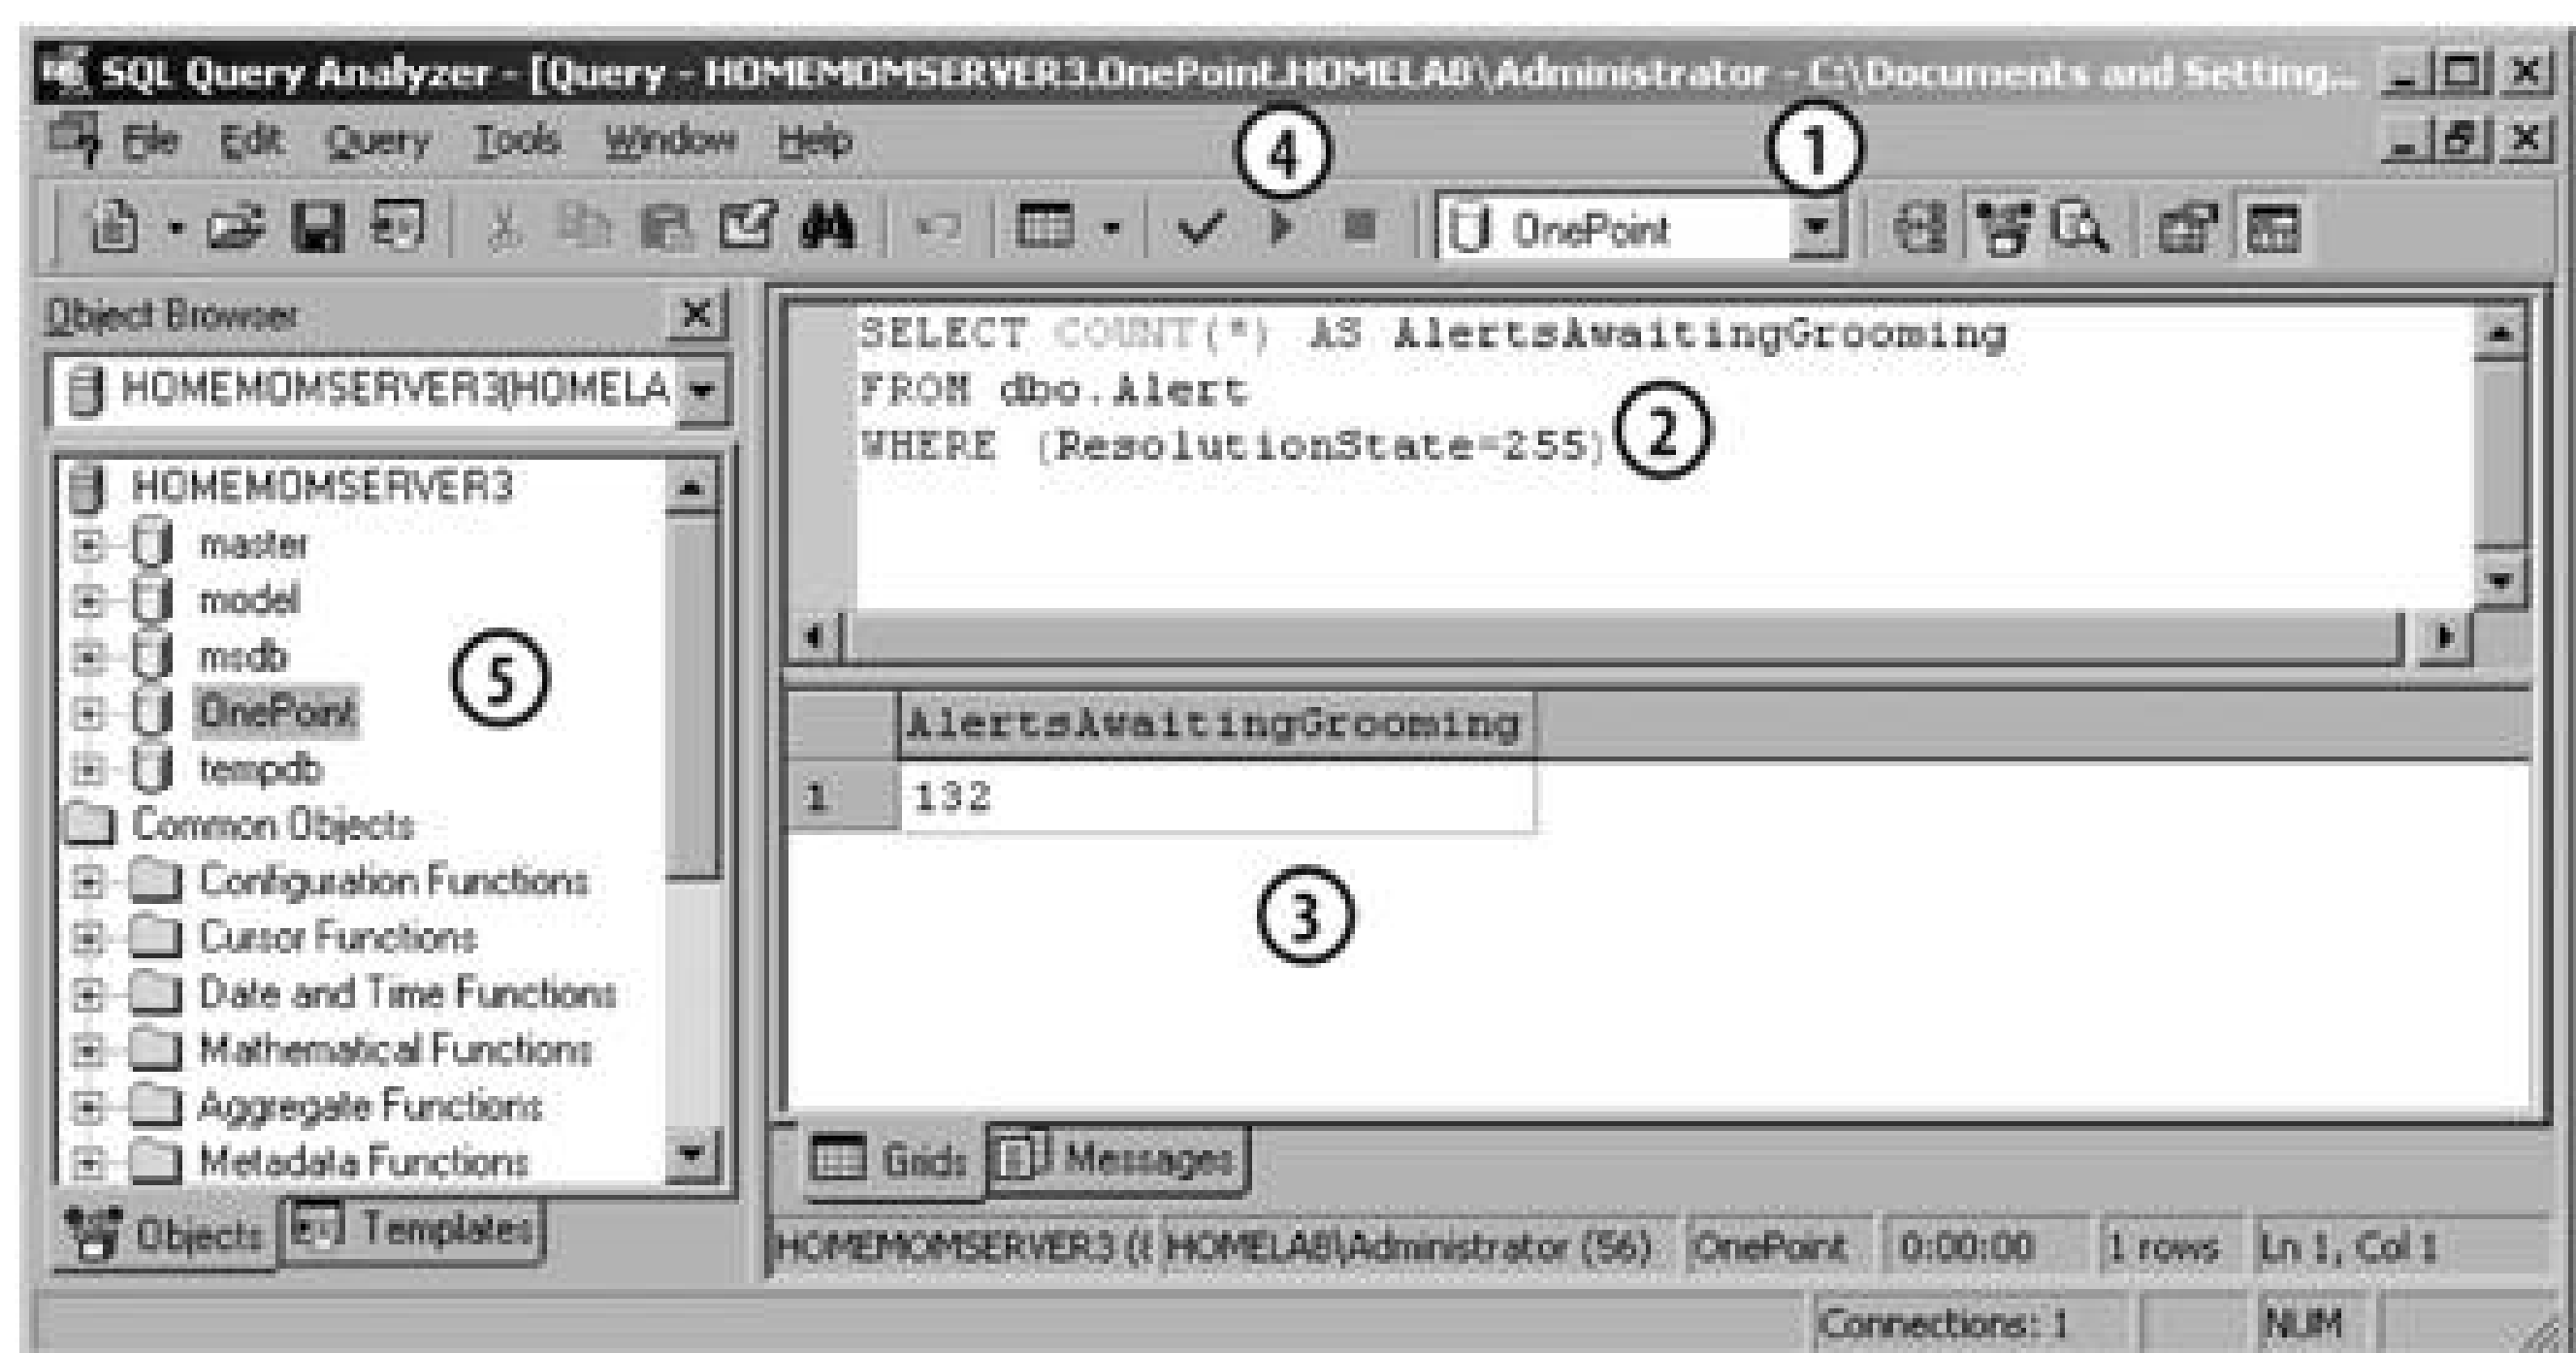 SQL Query Analyzer - [Query - HOMEMOMSERVER3.OnePoint.HOMELAB\Administrator - C:\Documents and Setting...
File Edit Query Tools Window Help
4
1
OnePoint
Object Browser
HOMEMOMSERVER3(HOMELA
HOMEMOMSERVER3
master
model
msdb
OnePoint
tempdb
Common Objects
Configuration Functions
Cursor Functions
Date and Time Functions
Mathematical Functions
Aggregate Functions
Metadata Functions
5
Objects Templates
SELECT COUNT(*) AS AlertsAwaitingGrooming
FROM dbo.Alert
WHERE (ResolutionState=255)
2
AlertsAwaitingGrooming
1 132
3
Grids Messages
HOMEMOMSERVER3 (8 HOMELAB\Administrator (56) OnePoint 0:00:00 1 rows Ln 1, Col 1
Connections: 1 NUM